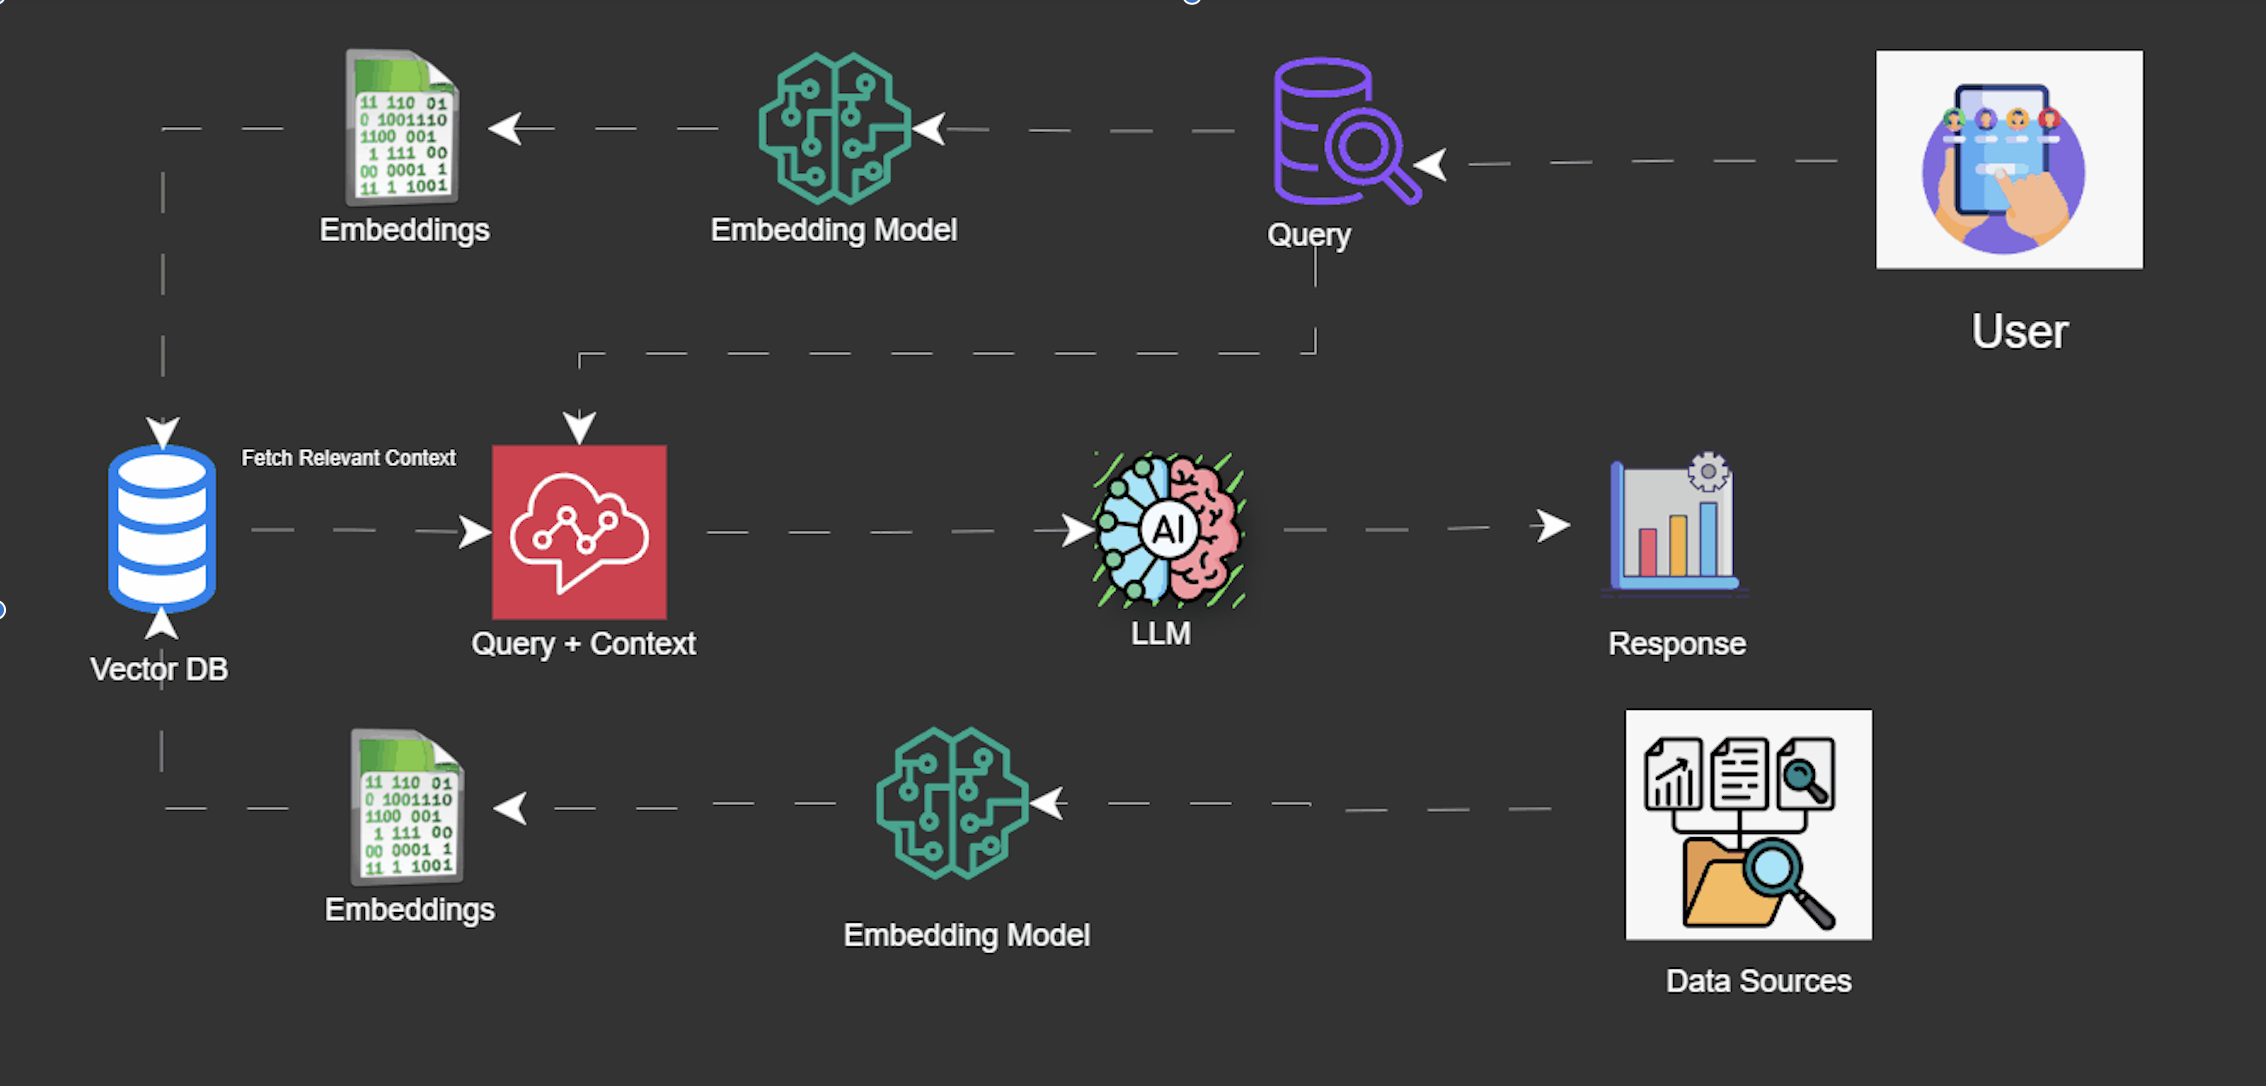 11 110 01
0 1001110
1100 001
1 111 00
00 0001 1
11 1 1001
Embeddings
Embedding Model
Query
User
Fetch Relevant Context
Vector DB
Query + Context
AI
LLM
Response
11 110 01
0 1001110
1100 001
1 111 00
00 0001 1
11 1 1001
Embeddings
Embedding Model
Data Sources